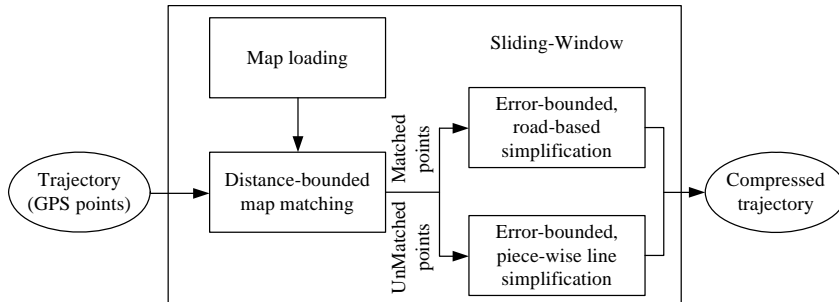 Sliding-Window
Map loading
Trajectory
(GPS points)
Distance-bounded
map matching
Matched
points
UnMatched
points
Error-bounded,
road-based
simplification
Error-bounded,
piece-wise line
simplification
Compressed
trajectory